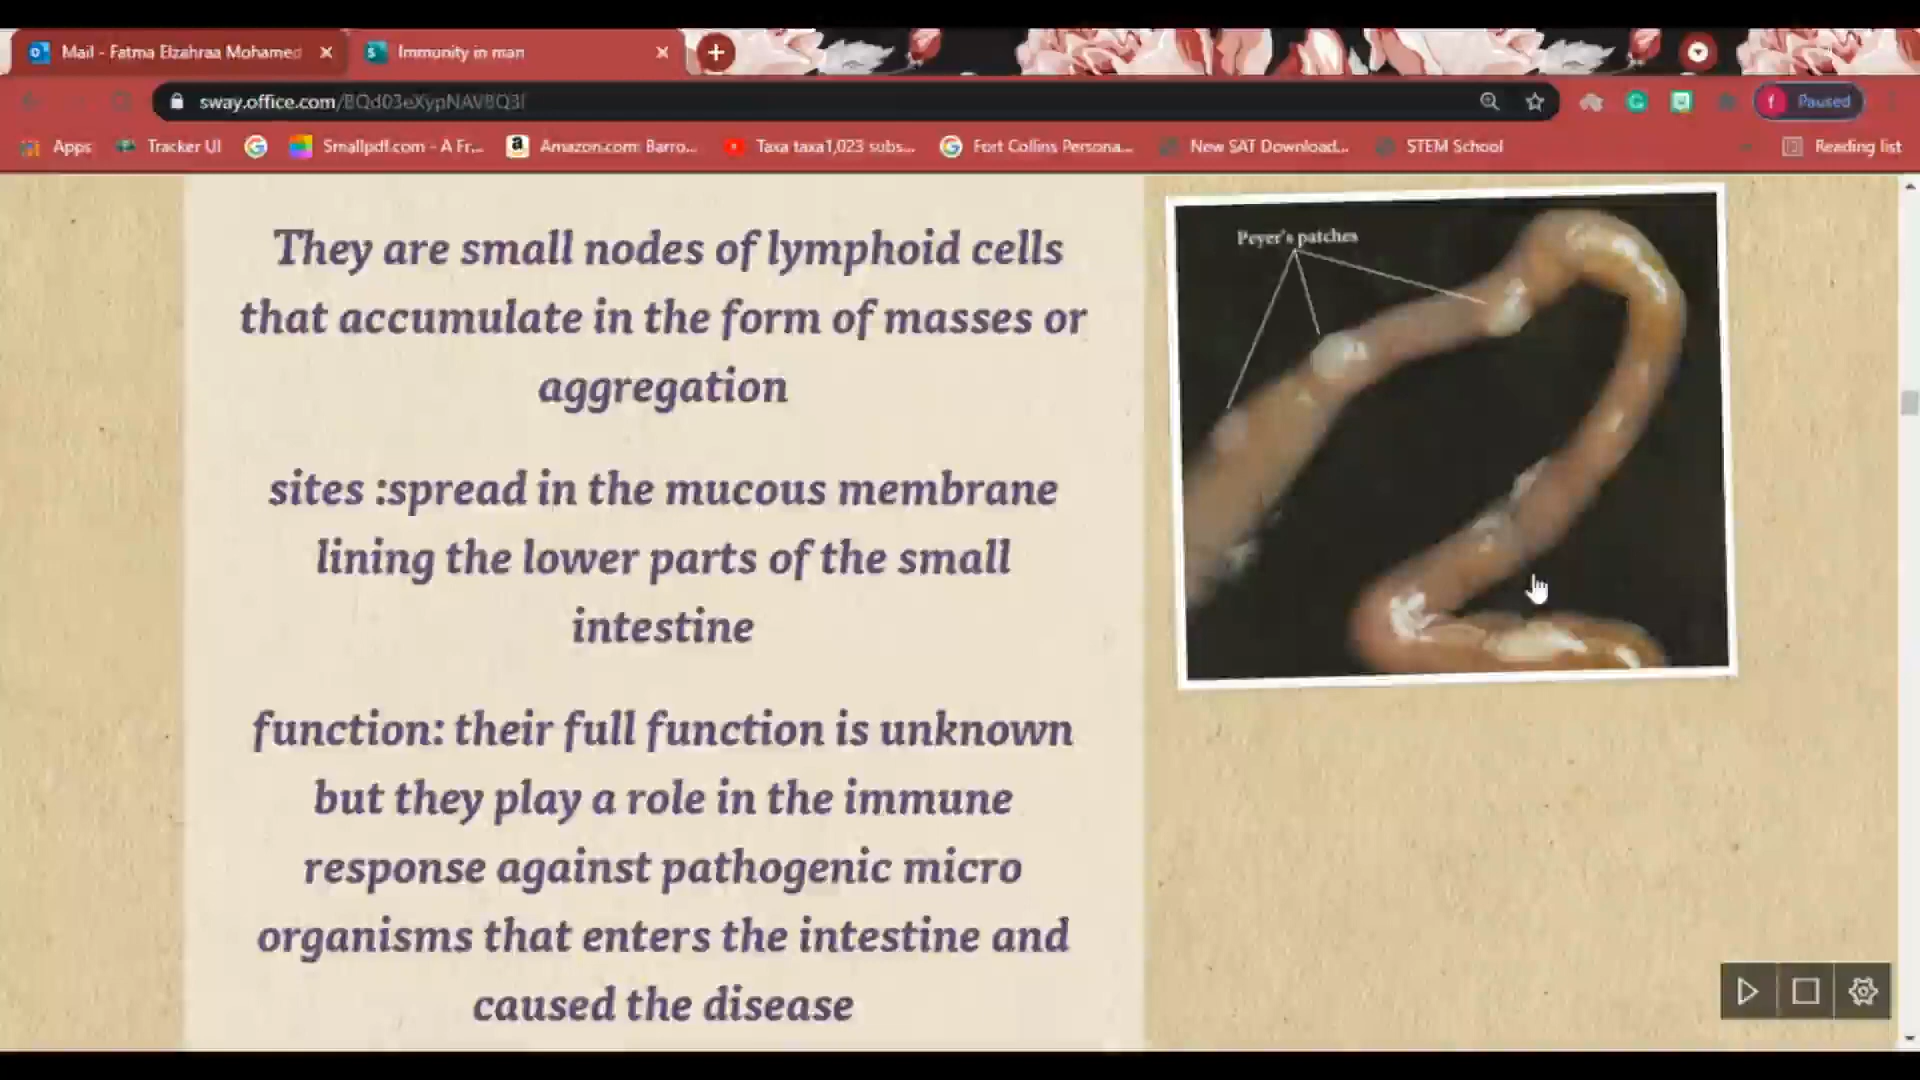 Mail - Fatma Elzahraa Mohamed
Immunity in man
sway.office.com/8Qd03eXypNAV8Q3l
Paused
Apps
Tracker UI
Smallpdf.com - A Fr...
Amazon.com: Barro...
Taxa taxa1,023 subs...
Fort Collins Persona...
New SAT Download...
STEM School
Reading list
They are small nodes of lymphoid cells
that accumulate in the form of masses or
aggregation
sites :spread in the mucous membrane
lining the lower parts of the small
intestine
function: their full function is unknown
but they play a role in the immune
response against pathogenic micro
organisms that enters the intestine and
caused the disease
Peyer's patches